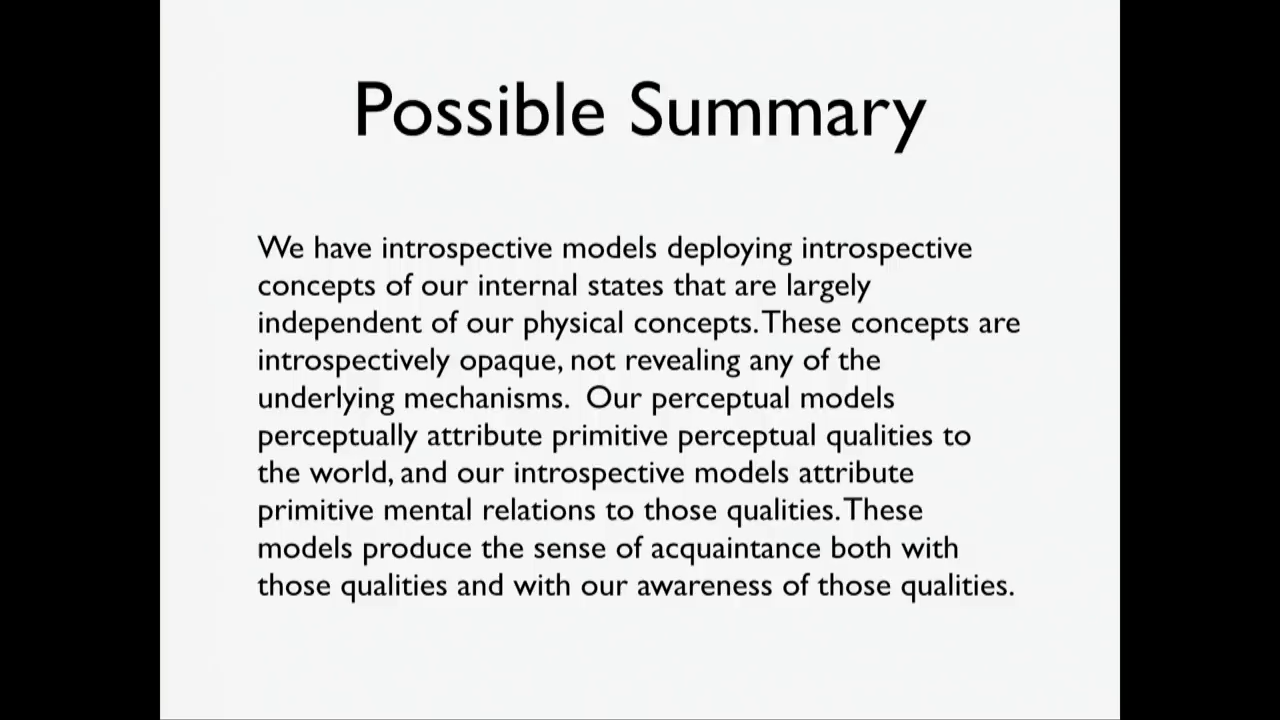 Possible Summary
We have introspective models deploying introspective
concepts of our internal states that are largely
independent of our physical concepts. These concepts are
introspectively opaque, not revealing any of the
underlying mechanisms.  Our perceptual models
perceptually attribute primitive perceptual qualities to
the world, and our introspective models attribute
primitive mental relations to those qualities. These
models produce the sense of acquaintance both with
those qualities and with our awareness of those qualities.